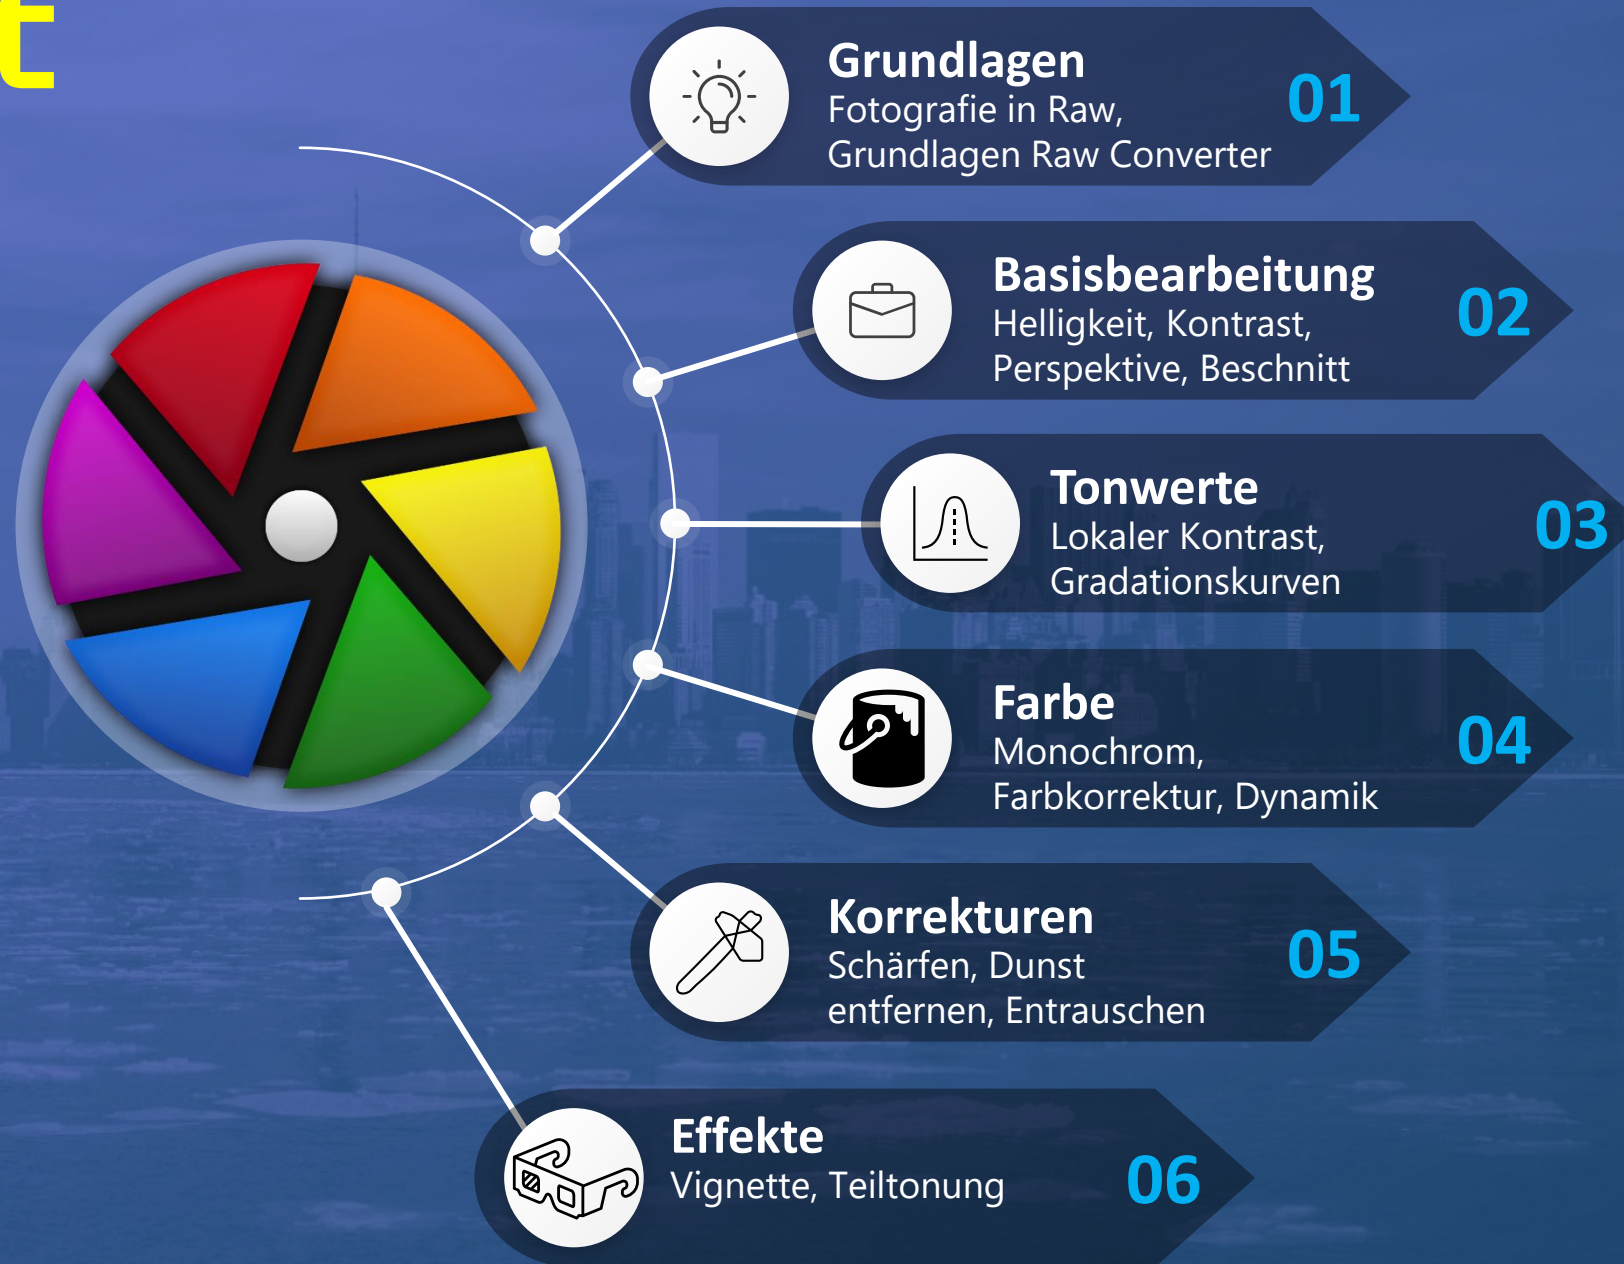 t
Grundlagen
Fotografie in Raw,
Grundlagen Raw Converter
01
Basisbearbeitung
Helligkeit, Kontrast,
Perspektive, Beschnitt
02
Tonwerte
Lokaler Kontrast,
Gradationskurven
03
Farbe
Monochrom,
Farbkorrektur, Dynamik
04
Korrekturen
Schärfen, Dunst
entfernen, Entrauschen
05
Effekte
Vignette, Teiltonung
06